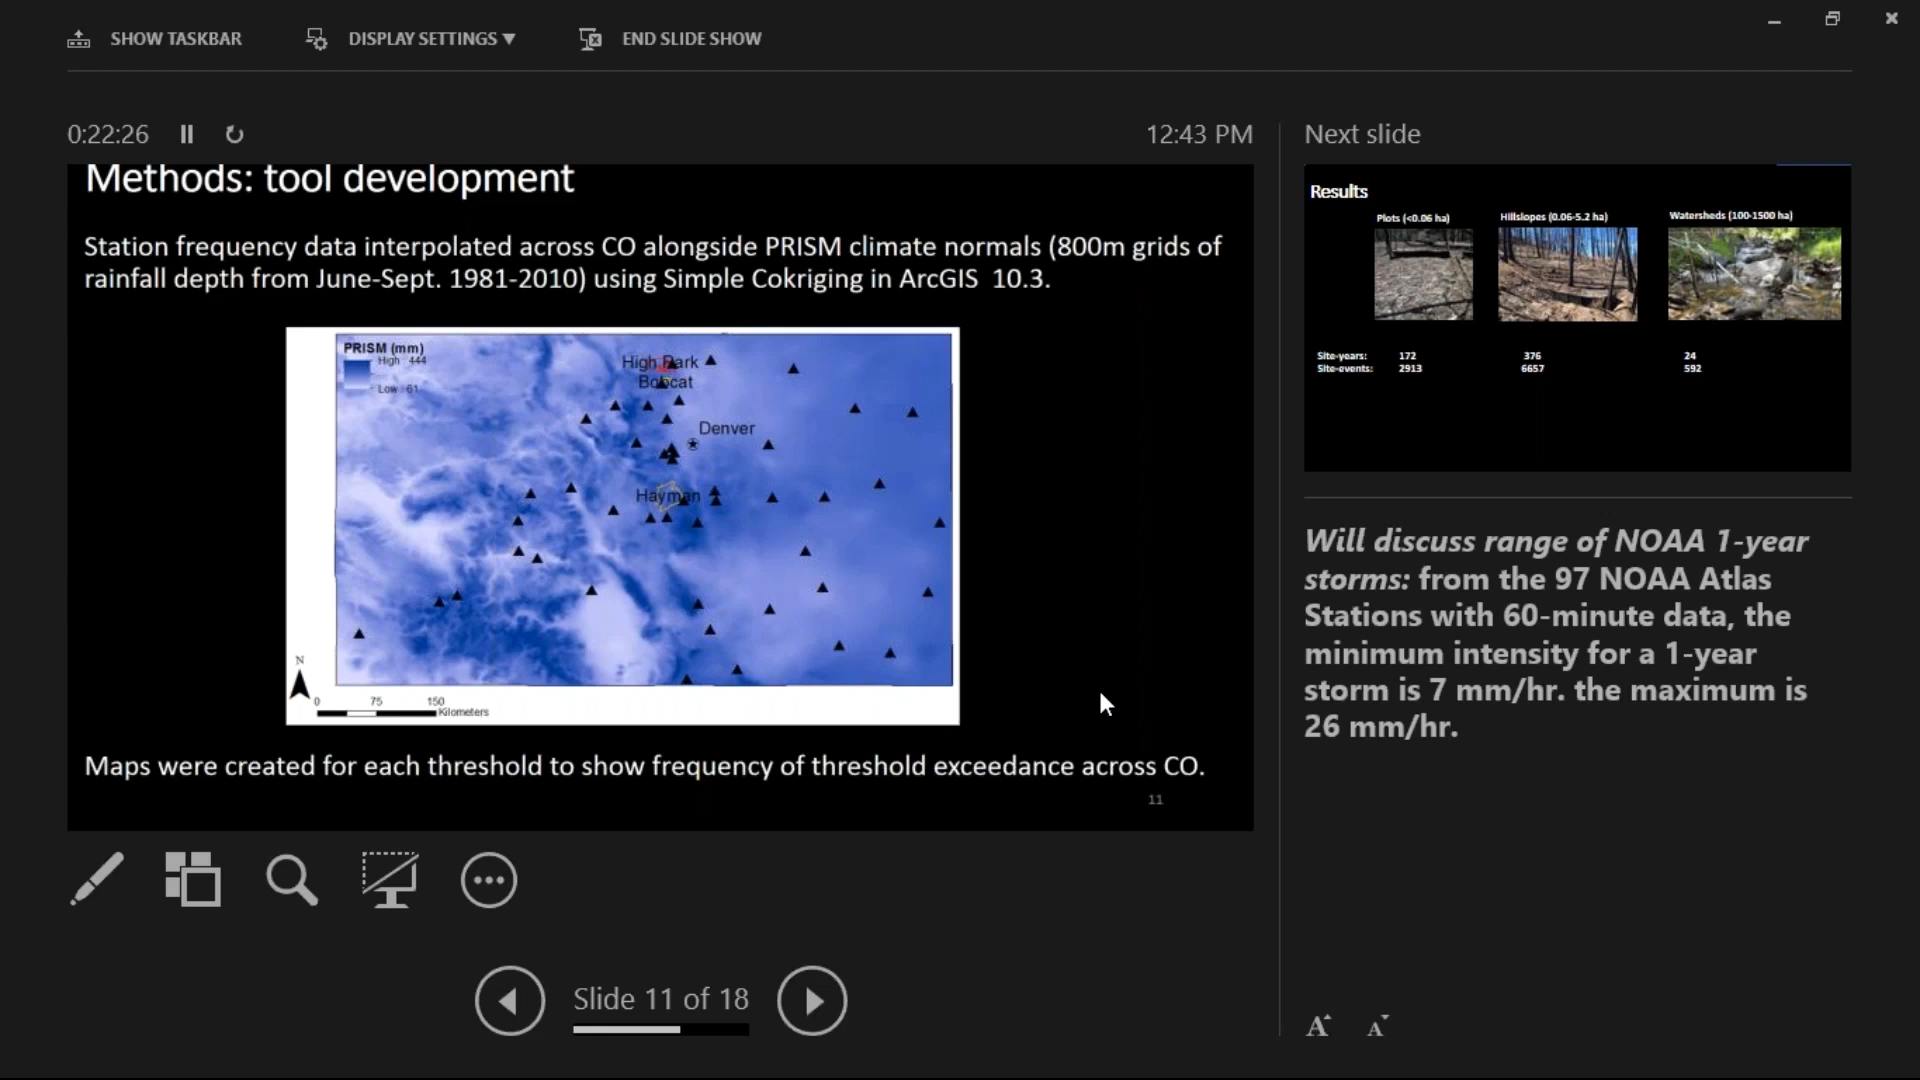 SHOW TASKBAR
DISPLAY SETTINGS ▼
END SLIDE SHOW
0:22:26
12:43 PM
Methods: tool development
Station frequency data interpolated across CO alongside PRISM climate normals (800m grids of
rainfall depth from June-Sept. 1981-2010) using Simple Cokriging in ArcGIS 10.3.
PRISM (mm)
High 444
Low 61
High Park
Bobcat
Denver
Hayman
N
0 75 150
Kilometers
Maps were created for each threshold to show frequency of threshold exceedance across CO.
11
Slide 11 of 18
Next slide
Results
Plots (<0.06 ha) Hillslopes (0.06-5.2 ha) Watersheds (100-1500 ha)
Site-years: 172 376 24
Site-events: 2913 6657 592
Will discuss range of NOAA 1-year
storms: from the 97 NOAA Atlas
Stations with 60-minute data, the
minimum intensity for a 1-year
storm is 7 mm/hr. the maximum is
26 mm/hr.
A A